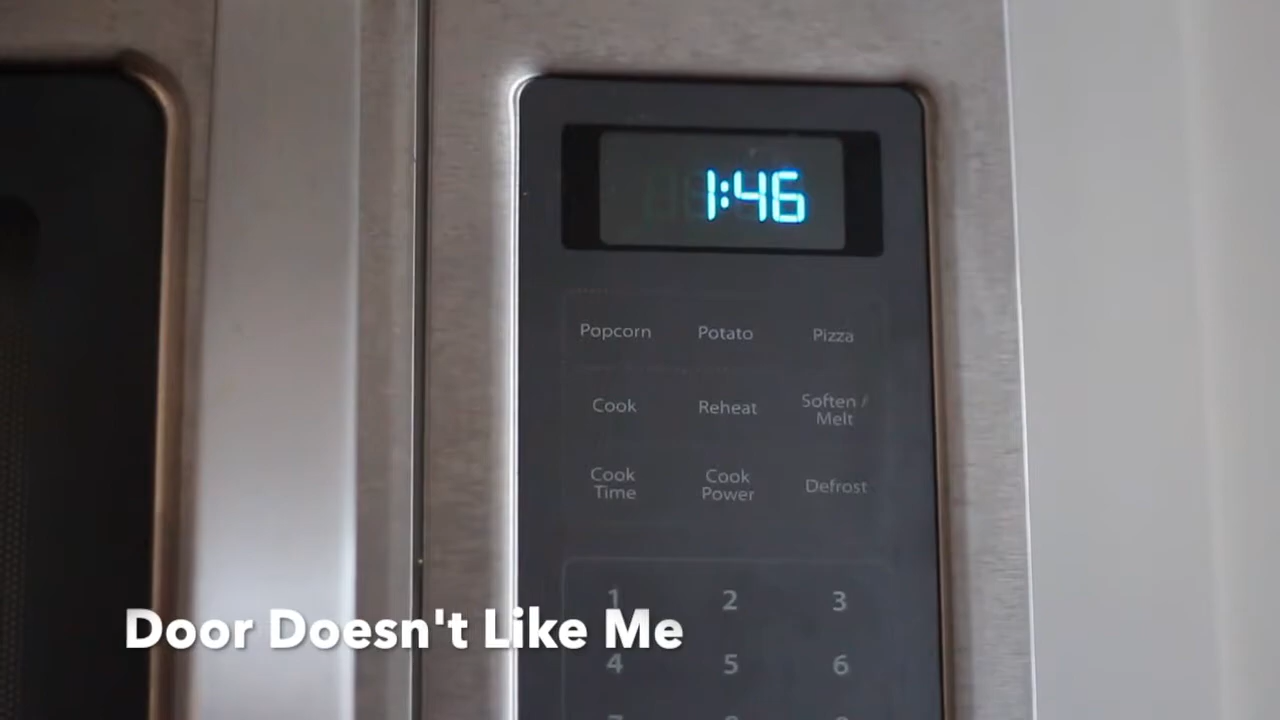 1:46
Popcorn Potato Pizza
Cook Reheat Soften / Melt
Cook Time Cook Power Defrost
1 2 3
Door Doesn't Like Me
4 5 6